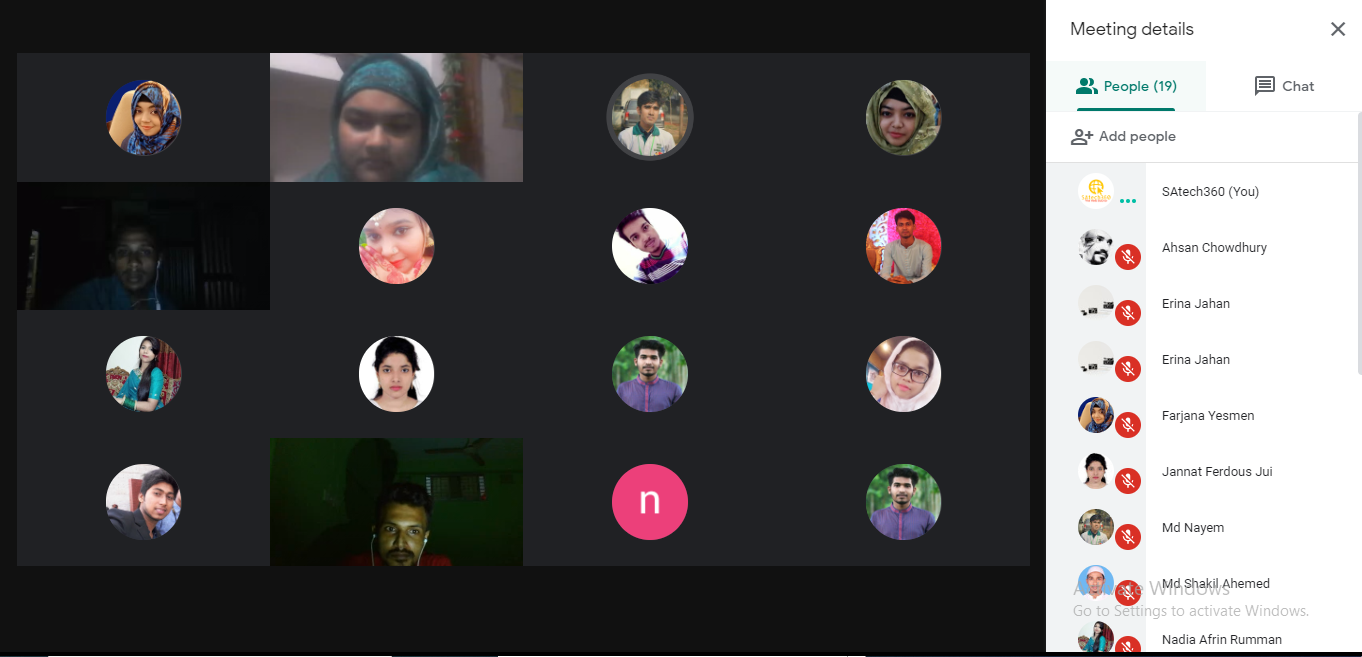 Meeting details
People (19)
Chat
Add people
SAtech360 (You)
Ahsan Chowdhury
Erina Jahan
Erina Jahan
Farjana Yesmen
Jannat Ferdous Jui
Md Nayem
Md Shakil Ahemed
Activate Windows
Go to Settings to activate Windows.
Nadia Afrin Rumman
n